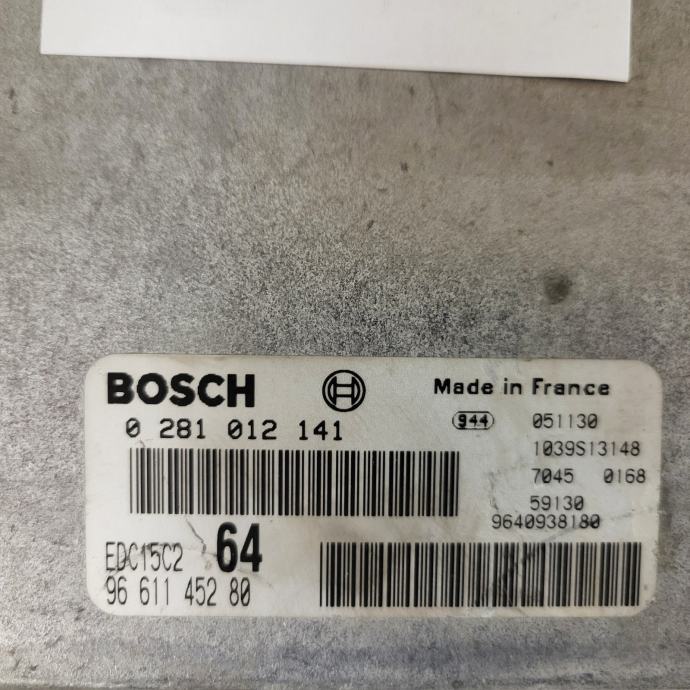 BOSCH Made in France
0 281 012 141 944 051130
1039S13148
7045 0168
59130
9640938180
EDC15C2 64
96 611 452 80